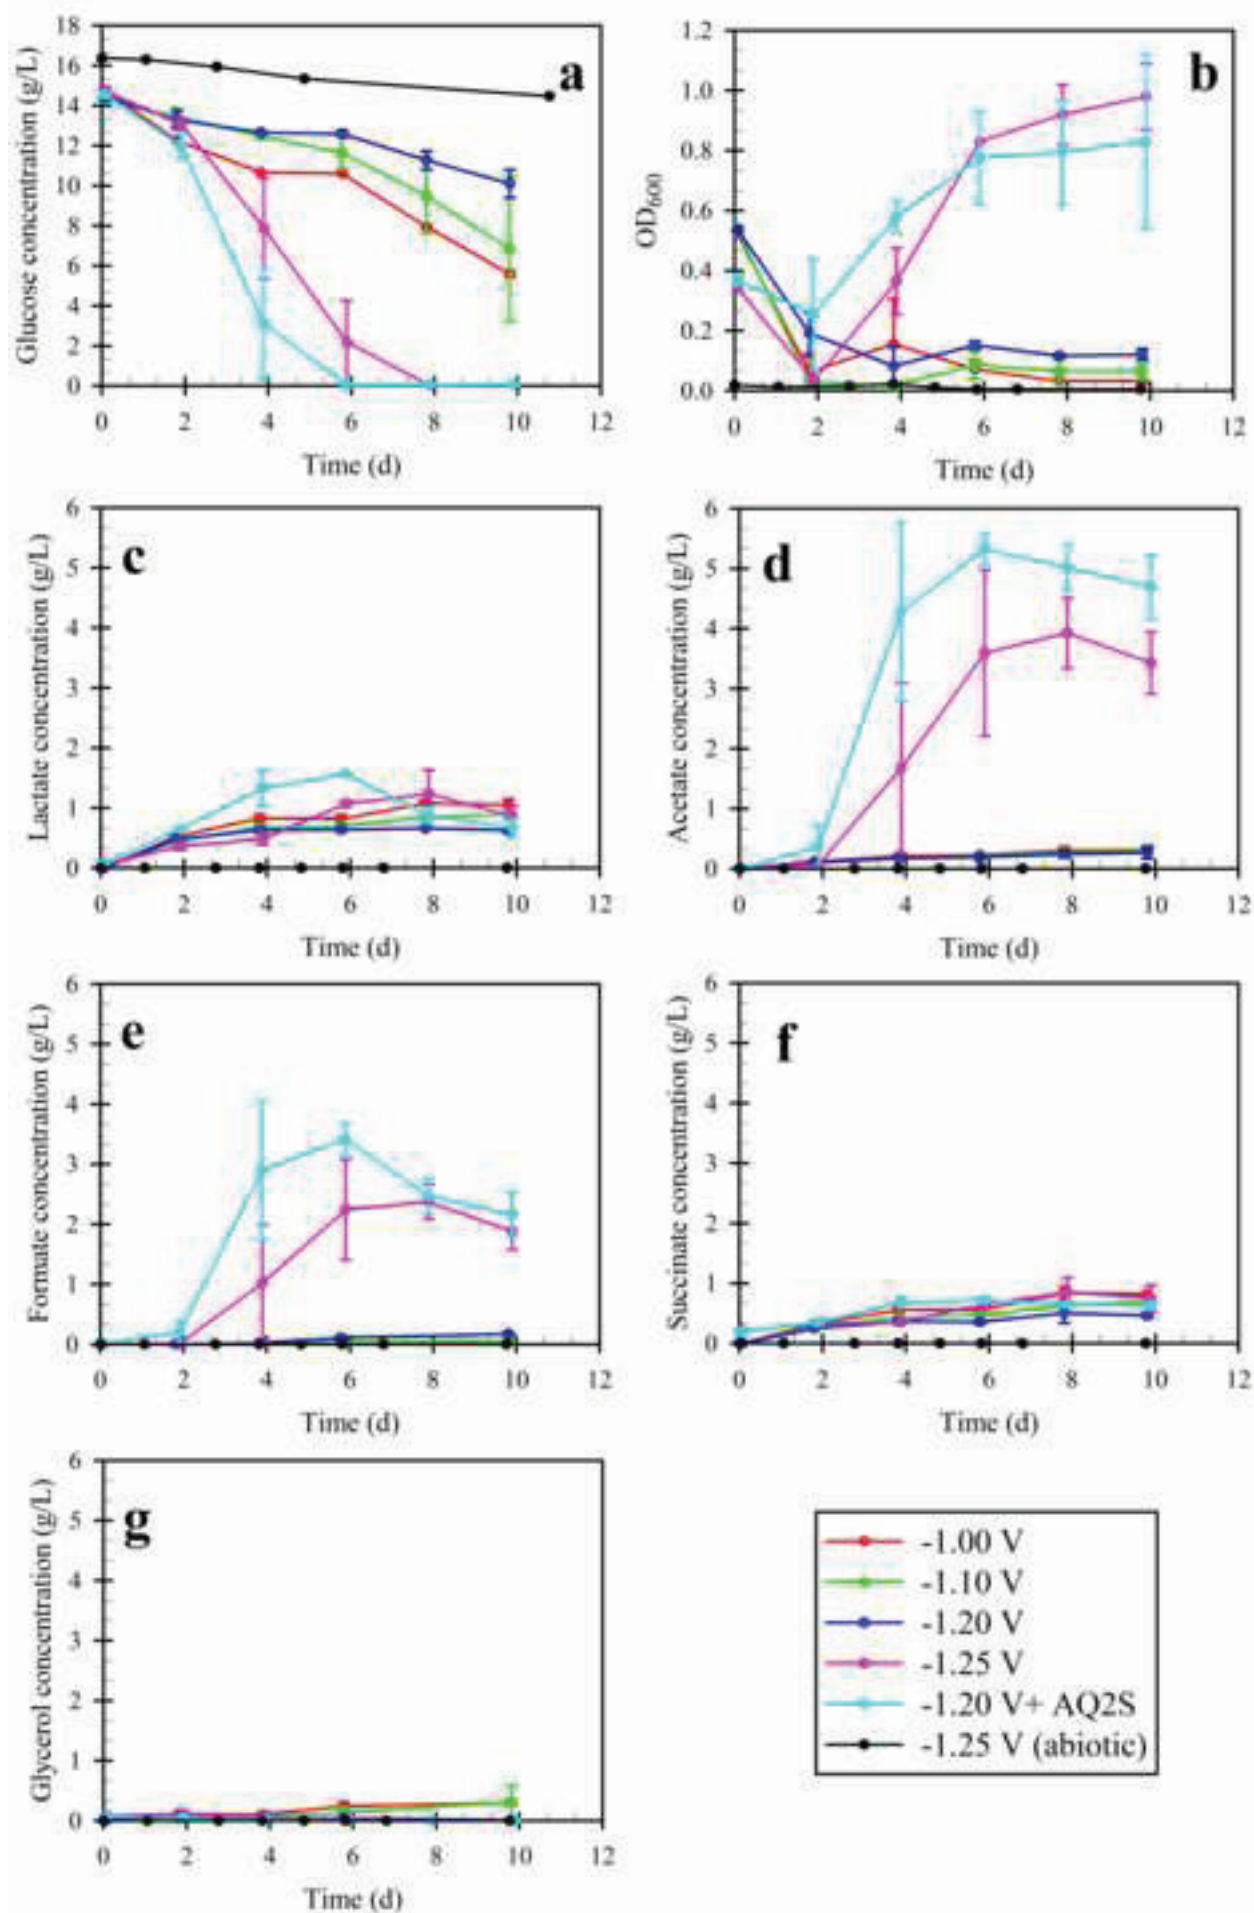 18
16
14
12
10
8
6
4
2
0
Glucose concentration (g/L)
a
0 2 4 6 8 10 12
Time (d)
1.2
1.0
0.8
0.6
0.4
0.2
0.0
OD600
b
0 2 4 6 8 10 12
Time (d)
6
5
4
3
2
1
0
Lactate concentration (g/L)
c
0 2 4 6 8 10 12
Time (d)
6
5
4
3
2
1
0
Acetate concentration (g/L)
d
0 2 4 6 8 10 12
Time (d)
6
5
4
3
2
1
0
Formate concentration (g/L)
e
0 2 4 6 8 10 12
Time (d)
6
5
4
3
2
1
0
Succinate concentration (g/L)
f
0 2 4 6 8 10 12
Time (d)
6
5
4
3
2
1
0
Glycerol concentration (g/L)
g
0 2 4 6 8 10 12
Time (d)
-1.00 V
-1.10 V
-1.20 V
-1.25 V
-1.20 V+ AQ2S
-1.25 V (abiotic)